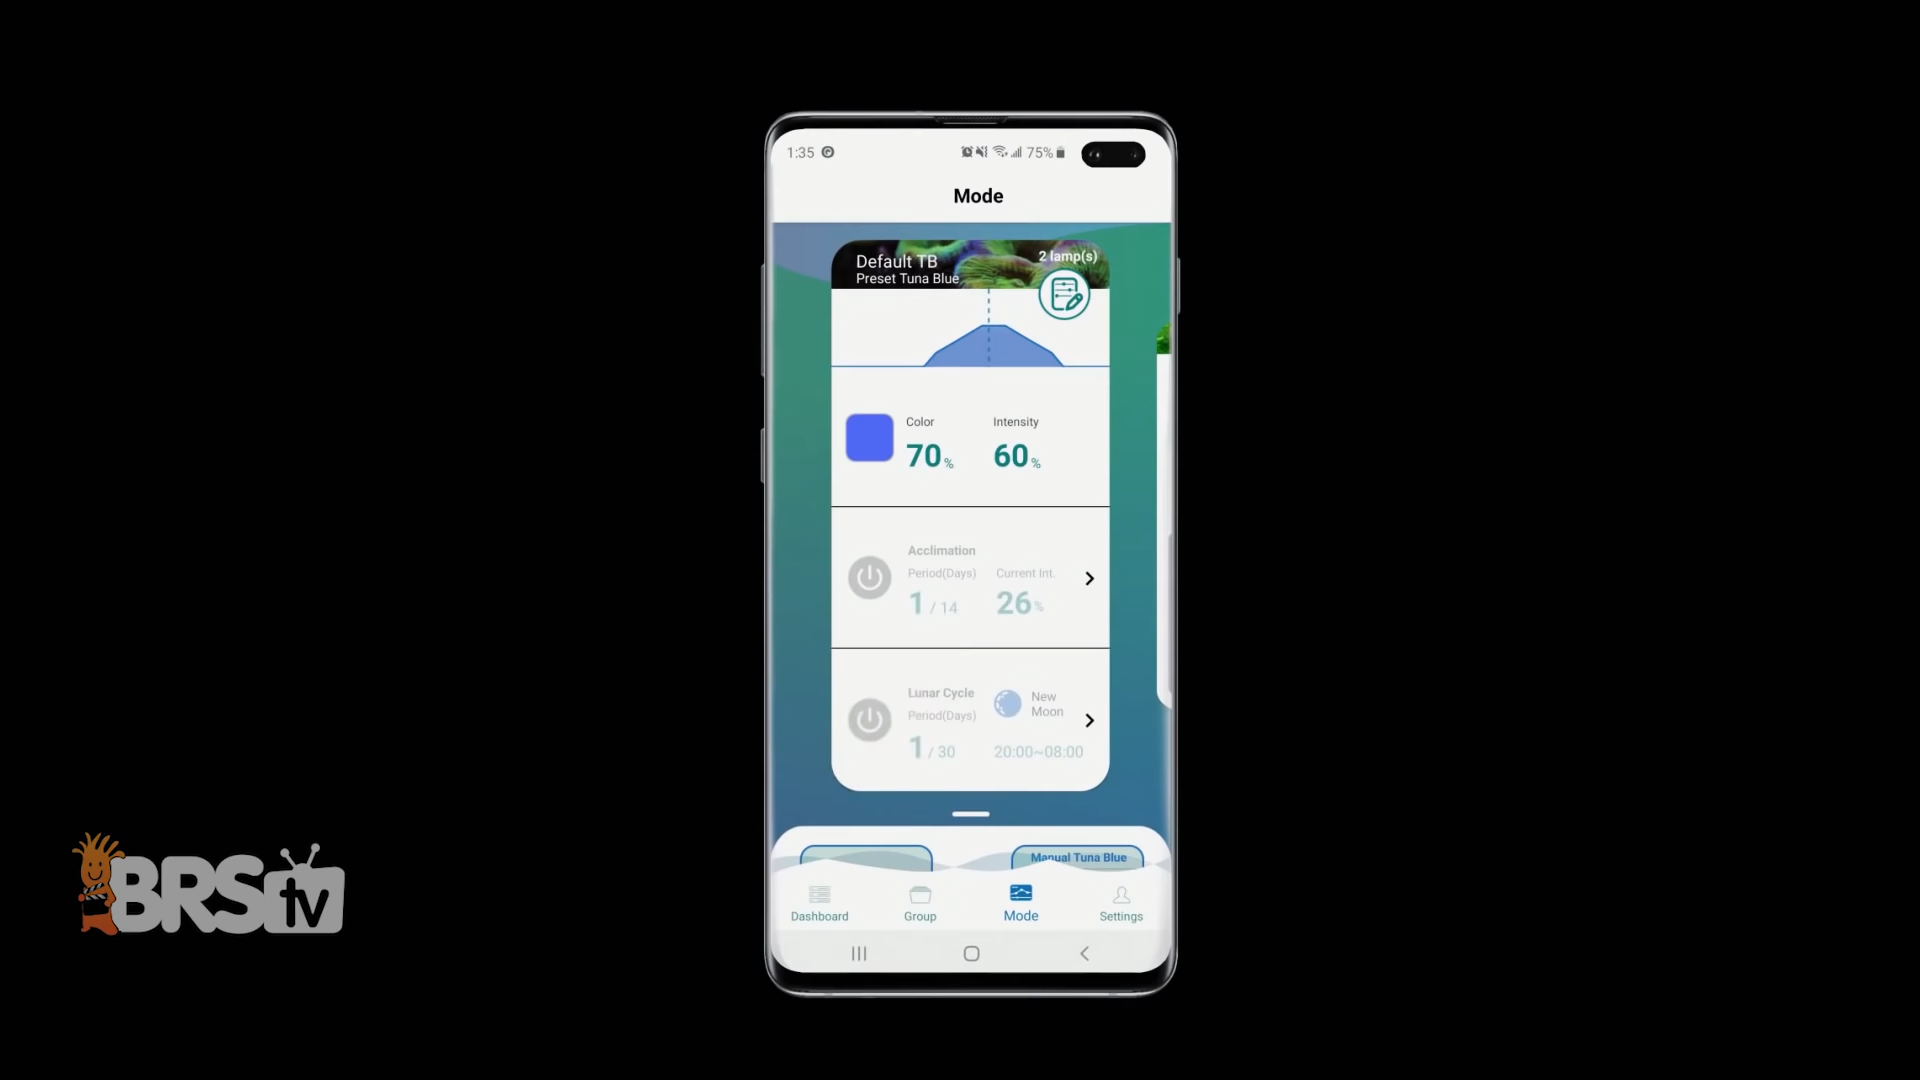 1:35
75%
Mode
Default TB
2 lamp(s)
Preset Tuna Blue
Color
Intensity
70%
60%
Acclimation
Period(Days)
Current Int.
1 / 14
26%
Lunar Cycle
New
Moon
Period(Days)
1 / 30
20:00~08:00
Manual Tuna Blue
Dashboard
Group
Mode
Settings
BRStv